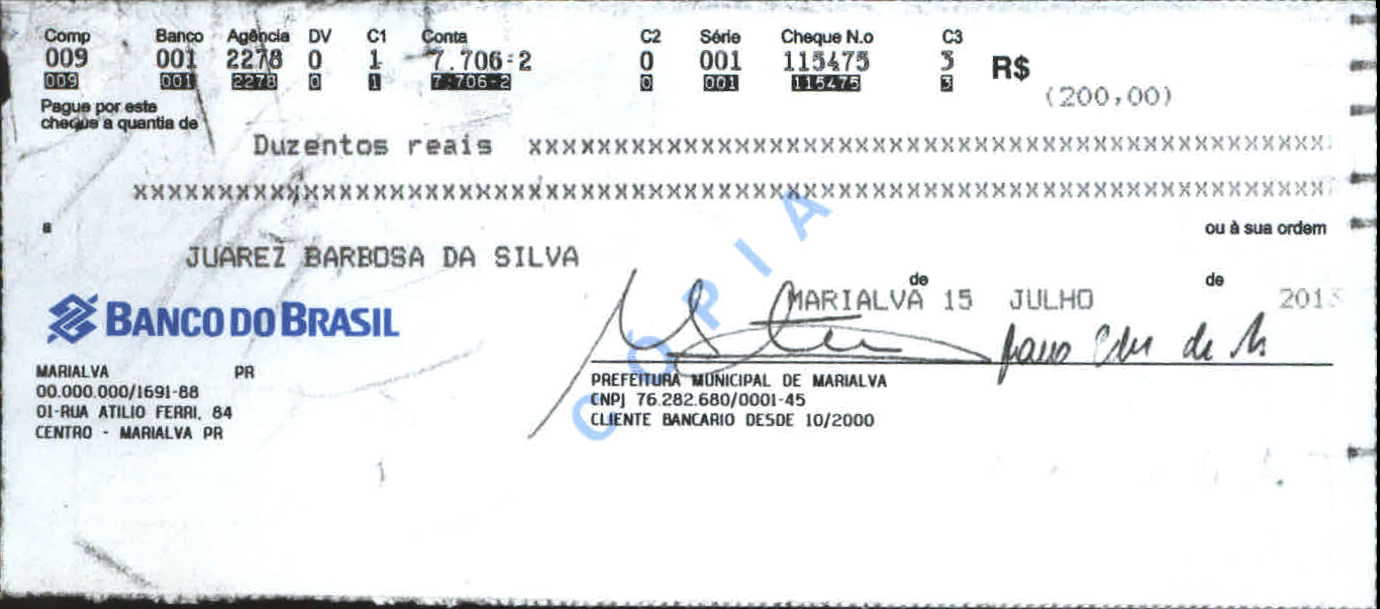 Comp Banco Agência DV C1 Conta C2 Série Cheque N.o C3
009 001 2278 0 1 7.706-2 0 001 115475 3 R$
009 001 2278 0 1 7.706-2 0 001 115475 3
(200,00)
Pague por este
cheque a quantia de
Duzentos reais xxxxxxxxxxxxxxxxxxxxxxxxxxxxxxxxxxxxxxxxxxxxxxxxxxxxxxxx
xxxxxxxxxxxxxxxxxxxxxxxxxxxxxxxxxxxxxxxxxxxxxxxxxxxxxxxxxxxxxxxxxxxxxxxxxxxxxxxxxxxx
a ou à sua ordem
JUAREZ BARBOSA DA SILVA
MARIALVA de 15 JULHO de
BANCO DO BRASIL
MARIALVA PR
00.000.000/1691-88
01-RUA ATILIO FERRI, 84
CENTRO - MARIALVA PR
PREFEITURA MUNICIPAL DE MARIALVA
CNPJ 76.282.680/0001-45
CLIENTE BANCARIO DESDE 10/2000
CÓPIA